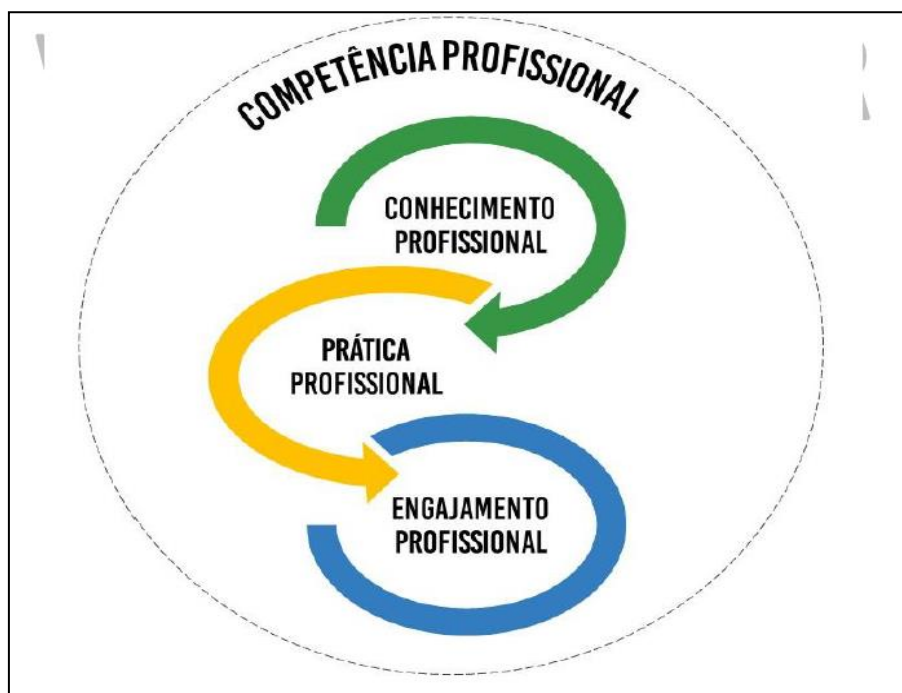 COMPETÊNCIA PROFISSIONAL
CONHECIMENTO
PROFISSIONAL
PRÁTICA
PROFISSIONAL
ENGAJAMENTO
PROFISSIONAL